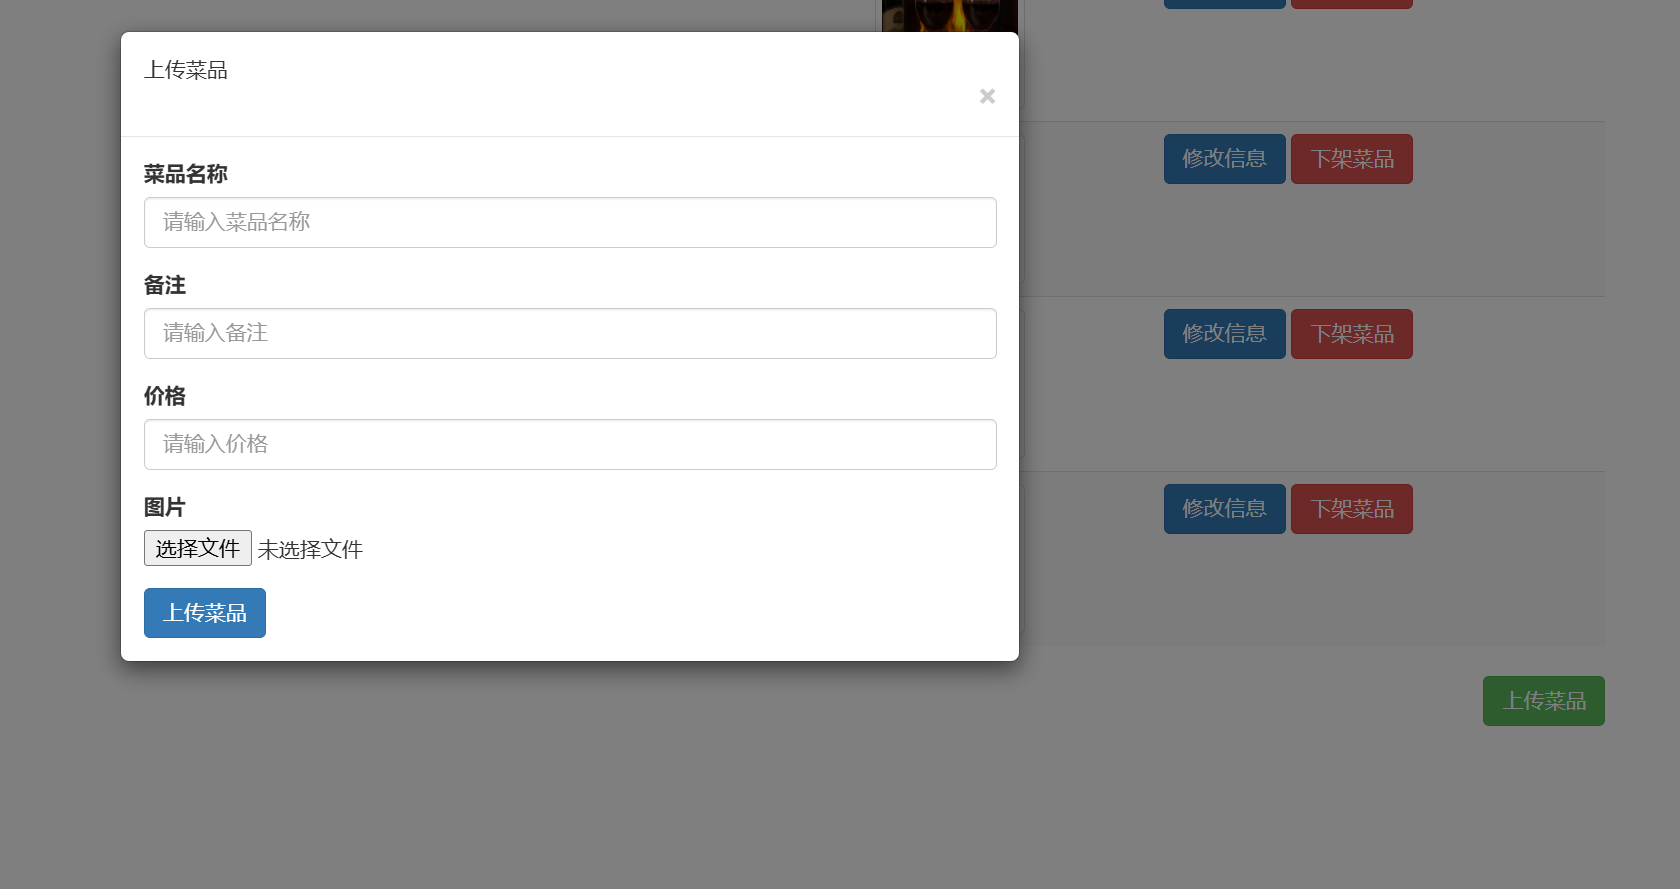 上传菜品
×
菜品名称
请输入菜品名称
备注
请输入备注
价格
请输入价格
图片
选择文件 未选择文件
上传菜品
修改信息 下架菜品
修改信息 下架菜品
修改信息 下架菜品
上传菜品